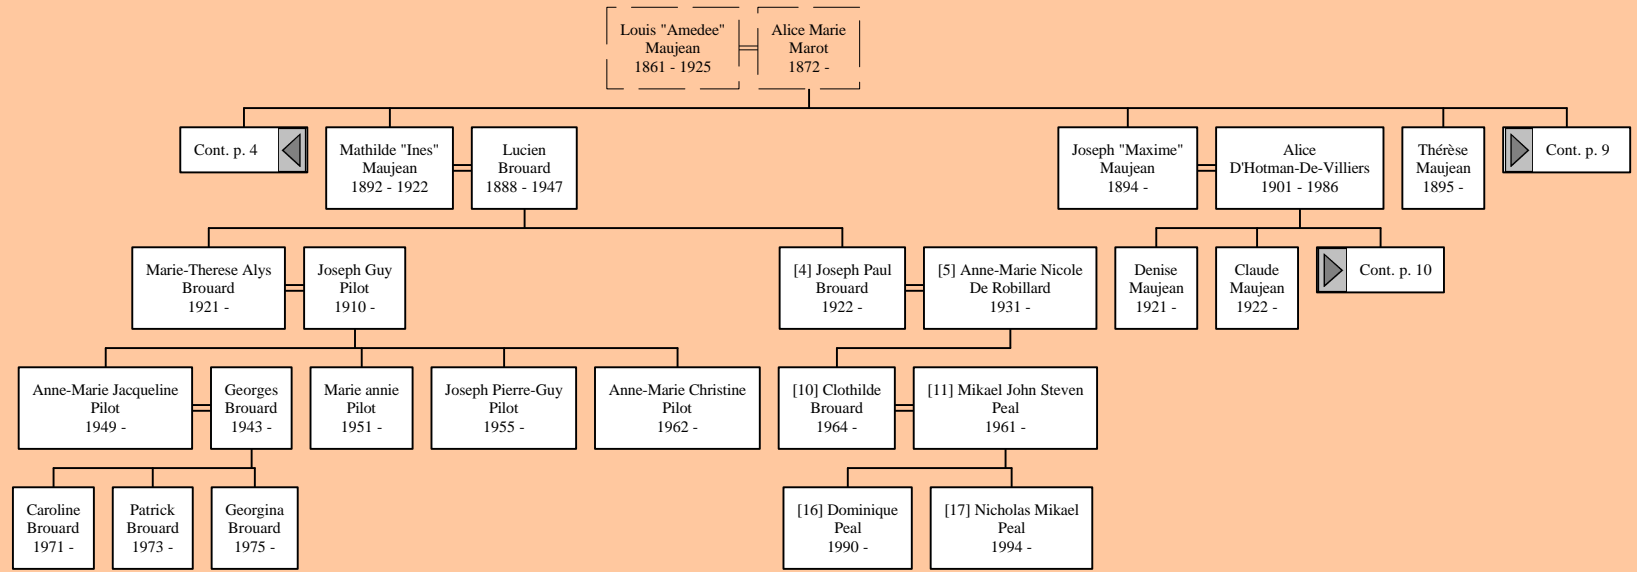 Louis "Amedee"
Maujean
1861 - 1925
Alice Marie
Marot
1872 -
Cont. p. 4
Mathilde "Ines"
Maujean
1892 - 1922
Lucien
Brouard
1888 - 1947
Joseph "Maxime"
Maujean
1894 -
Alice
D'Hotman-De-Villiers
1901 - 1986
Thérèse
Maujean
1895 -
Cont. p. 9
Marie-Therese Alys
Brouard
1921 -
Joseph Guy
Pilot
1910 -
[4] Joseph Paul
Brouard
1922 -
[5] Anne-Marie Nicole
De Robillard
1931 -
Denise
Maujean
1921 -
Claude
Maujean
1922 -
Cont. p. 10
Anne-Marie Jacqueline
Pilot
1949 -
Georges
Brouard
1943 -
Marie annie
Pilot
1951 -
Joseph Pierre-Guy
Pilot
1955 -
Anne-Marie Christine
Pilot
1962 -
[10] Clothilde
Brouard
1964 -
[11] Mikael John Steven
Peal
1961 -
Caroline
Brouard
1971 -
Patrick
Brouard
1973 -
Georgina
Brouard
1975 -
[16] Dominique
Peal
1990 -
[17] Nicholas Mikael
Peal
1994 -